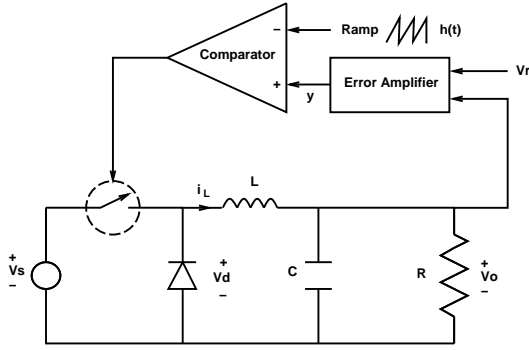 − Ramp h(t)
Comparator
Error Amplifier
Vr
+ y
i L
L
+ Vs −
+ Vd −
C
R
+ Vo −